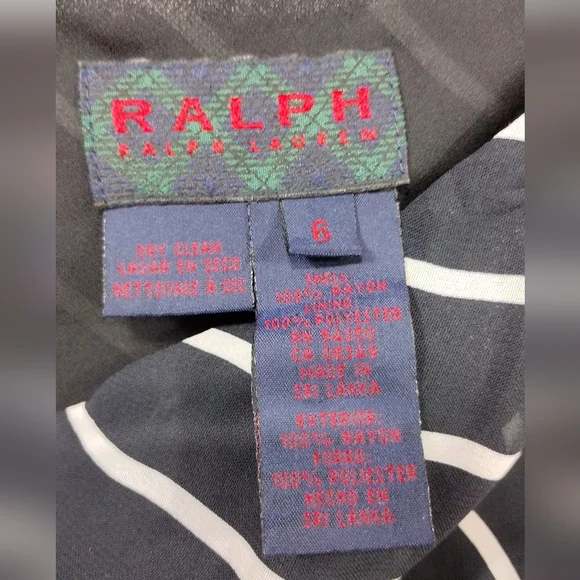 RALPH
RALPH LAUREN
DRY CLEAN
LAVAR EN SECO
NETTOYAGE A SEC
6
SHELL:
100% RAYON
LINING:
100% POLYESTER
MADE IN
SRI LANKA
EXTERIOR:
100% RAYON
FORRO:
100% POLIESTER
HECHO EN
SRI LANKA